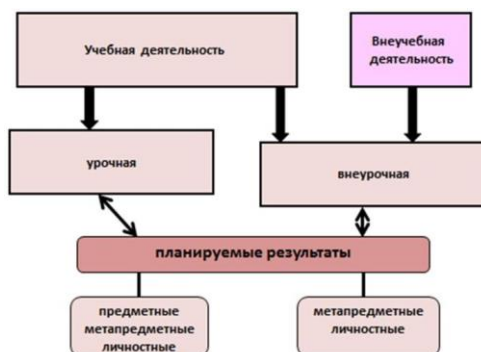 Учебная деятельность
Внеучебная
деятельность
урочная
внеурочная
планируемые результаты
предметные
метапредметные
личностные
метапредметные
личностные